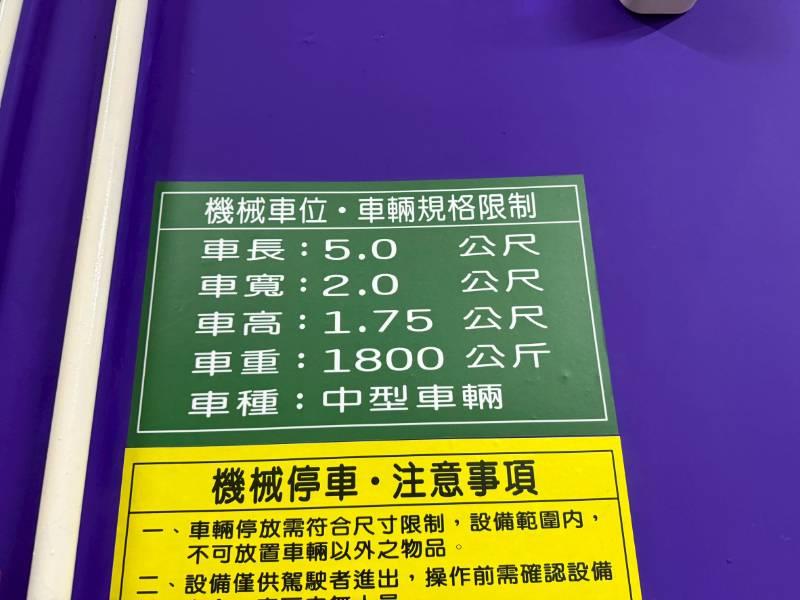 機械車位・車輛規格限制
車長：5.0 公尺
車寬：2.0 公尺
車高：1.75 公尺
車重：1800 公斤
車種：中型車輛
機械停車・注意事項
一、車輛停放需符合尺寸限制，設備範圍內，
不可放置車輛以外之物品。
二、設備僅供駕駛者進出，操作前需確認設備